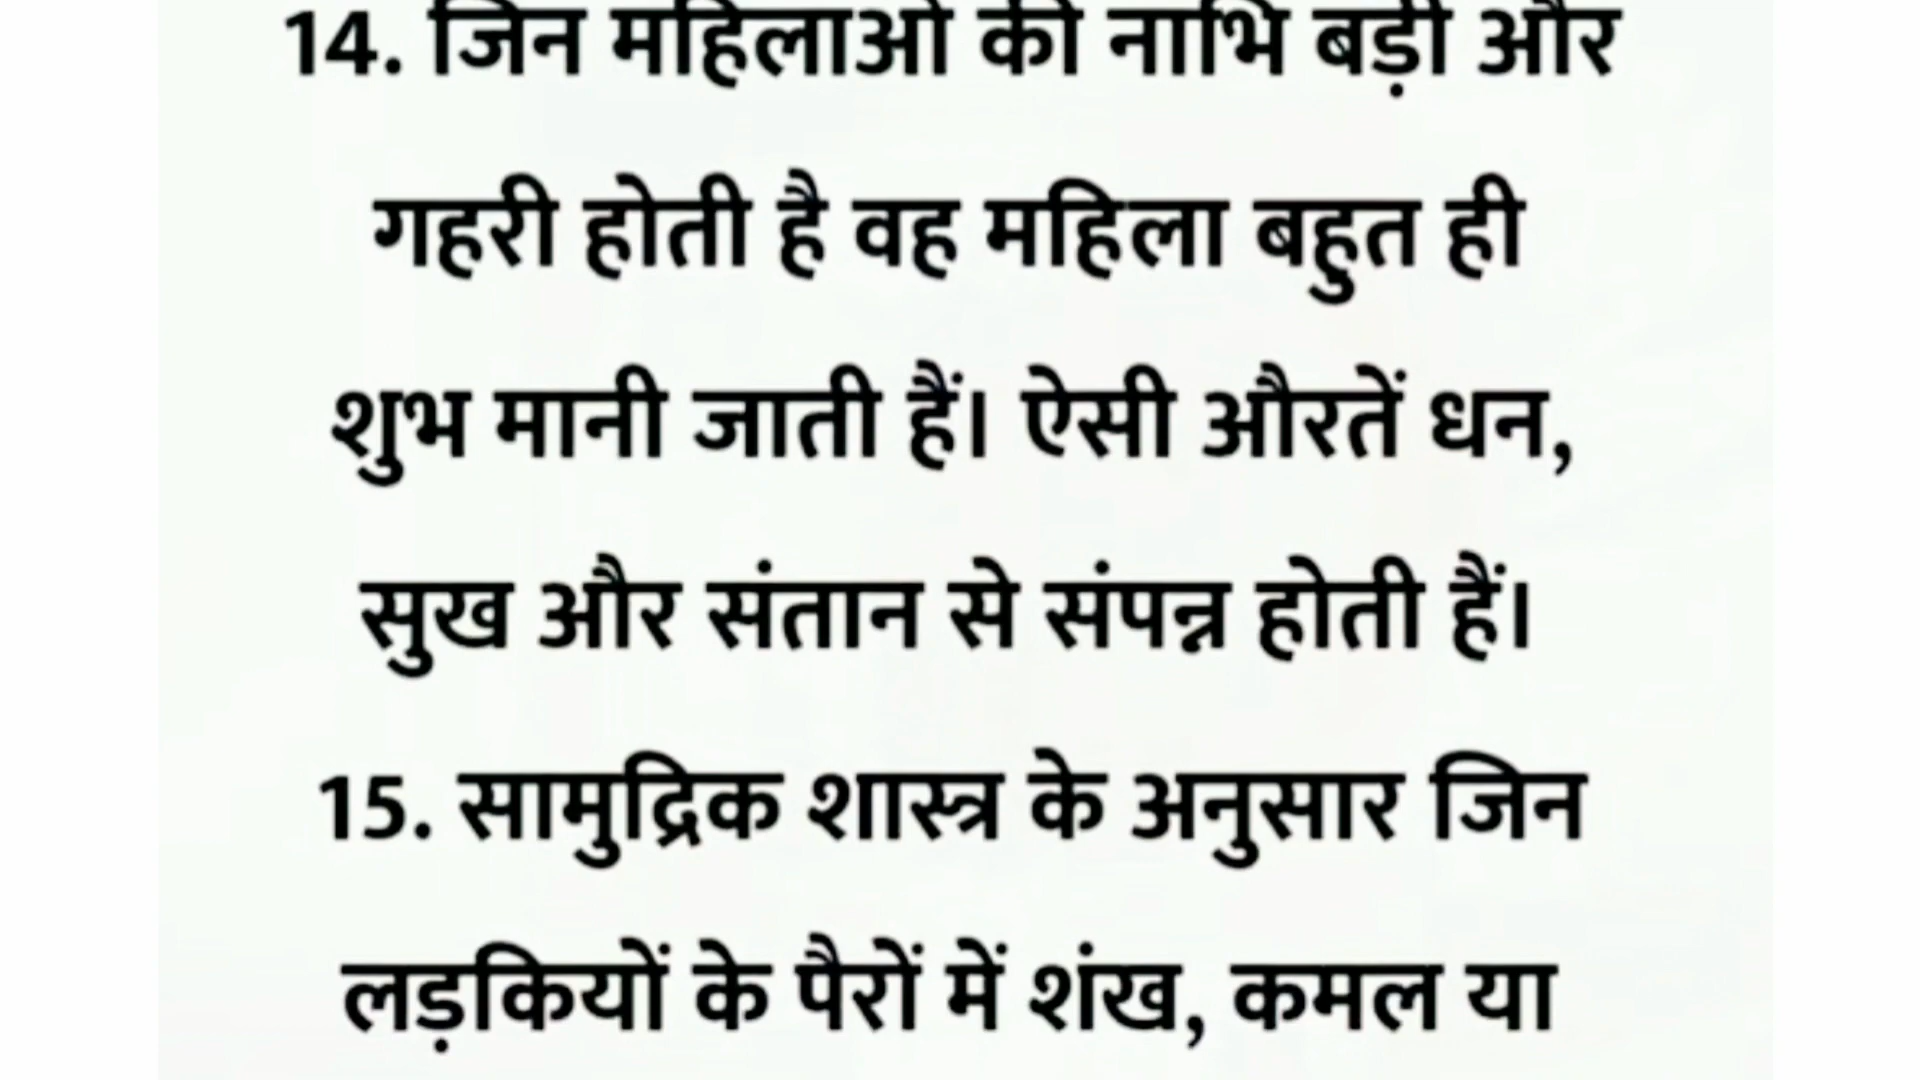 14. जिन महिलाओं की नाभि बड़ी और
गहरी होती है वह महिला बहुत ही
शुभ मानी जाती हैं। ऐसी औरतें धन,
सुख और संतान से संपन्न होती हैं।
15. सामुद्रिक शास्त्र के अनुसार जिन
लड़कियों के पैरों में शंख, कमल या